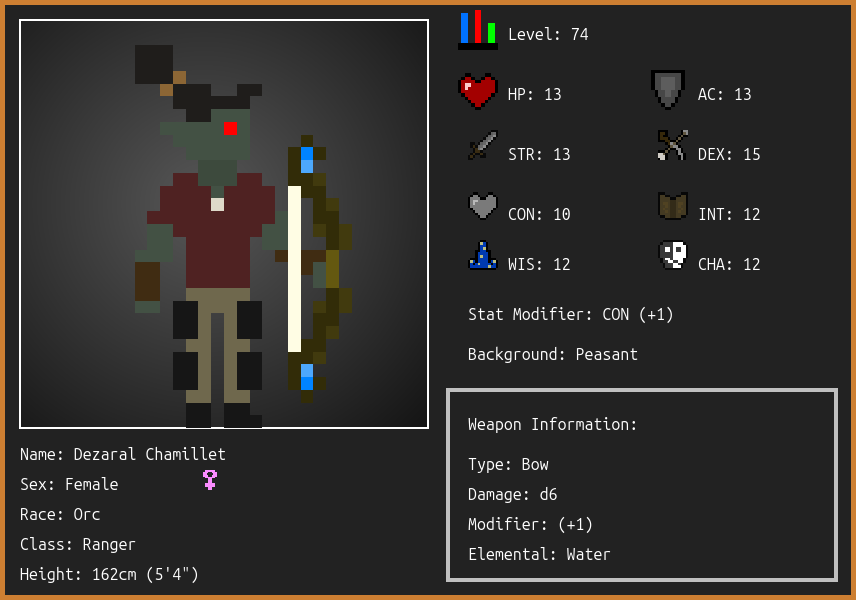 Level: 74
HP: 13
AC: 13
STR: 13
DEX: 15
CON: 10
INT: 12
WIS: 12
CHA: 12
Stat Modifier: CON (+1)
Background: Peasant
Weapon Information:
Type: Bow
Damage: d6
Modifier: (+1)
Elemental: Water
Name: Dezaral Chamillet
Sex: Female
Race: Orc
Class: Ranger
Height: 162cm (5'4")